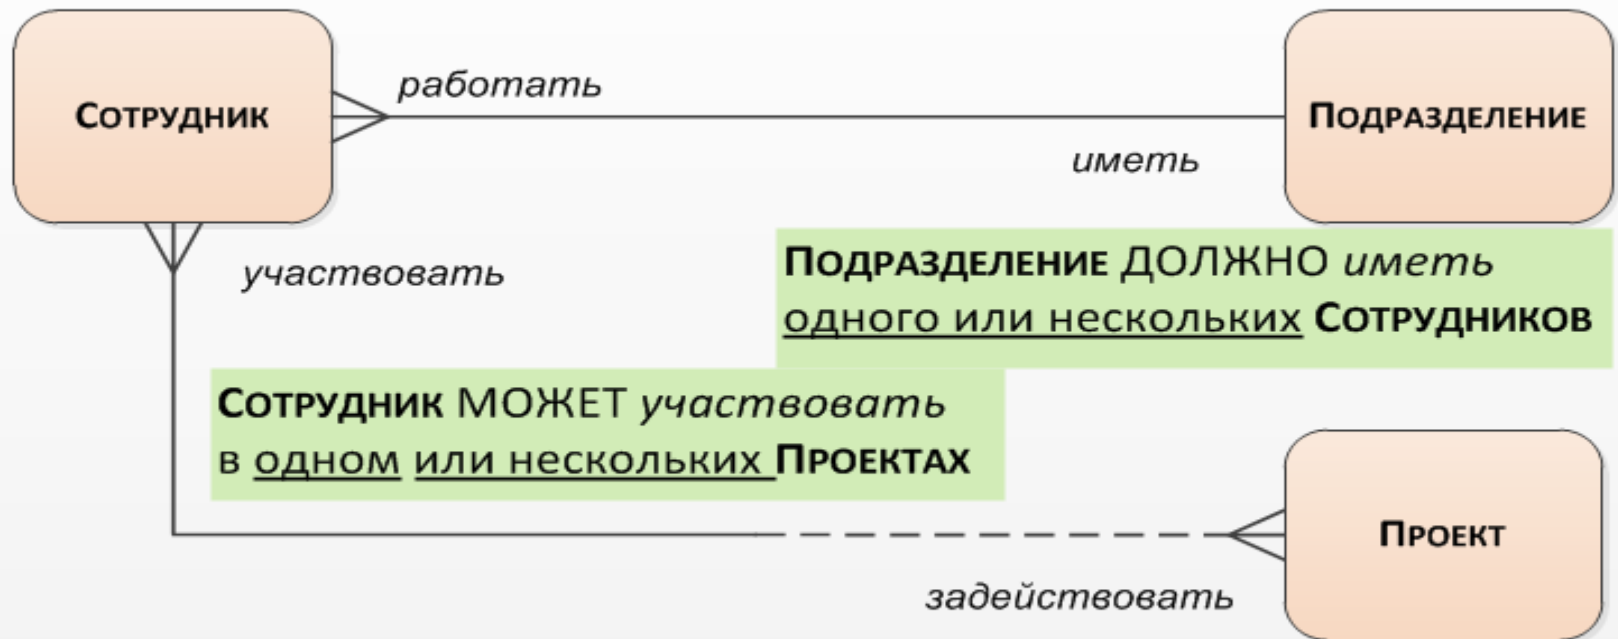 работать
Сотрудник
Подразделение
иметь
участвовать
Подразделение ДОЛЖНО иметь
одного или нескольких Сотрудников
Сотрудник МОЖЕТ участвовать
в одном или нескольких Проектах
Проект
задействовать